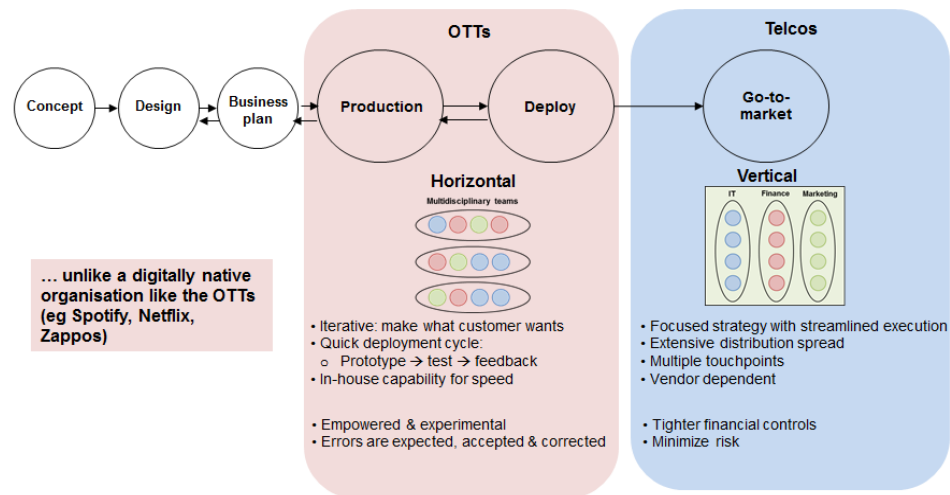 OTTs
Telcos
Concept
Design
Business
plan
Production
Deploy
Go-to-
market
Horizontal
Multidisciplinary teams
Vertical
IT
Finance
Marketing
… unlike a digitally native
organisation like the OTTs
(eg Spotify, Netflix,
Zappos)
• Iterative: make what customer wants
• Quick deployment cycle:
o Prototype → test → feedback
• In-house capability for speed
• Empowered & experimental
• Errors are expected, accepted & corrected
• Focused strategy with streamlined execution
• Extensive distribution spread
• Multiple touchpoints
• Vendor dependent
• Tighter financial controls
• Minimize risk